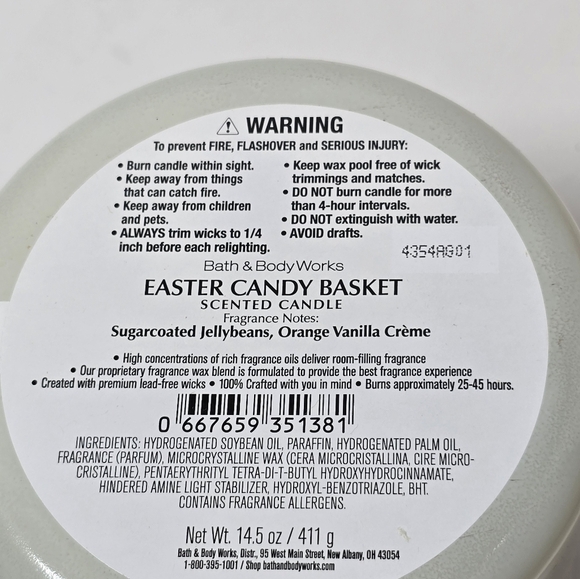 ⚠ WARNING
To prevent FIRE, FLASHOVER and SERIOUS INJURY:
• Burn candle within sight.
• Keep away from things
that can catch fire.
• Keep away from children
and pets.
• ALWAYS trim wicks to 1/4
inch before each relighting.
• Keep wax pool free of wick
trimmings and matches.
• DO NOT burn candle for more
than 4-hour intervals.
• DO NOT extinguish with water.
• AVOID drafts.
4354AG01
Bath & Body Works
EASTER CANDY BASKET
SCENTED CANDLE
Fragrance Notes:
Sugarcoated Jellybeans, Orange Vanilla Crème
• High concentrations of rich fragrance oils deliver room-filling fragrance
• Our proprietary fragrance wax blend is formulated to provide the best fragrance experience
• Created with premium lead-free wicks • 100% Crafted with you in mind • Burns approximately 25-45 hours.
0 667659 351381
INGREDIENTS: HYDROGENATED SOYBEAN OIL, PARAFFIN, HYDROGENATED PALM OIL,
FRAGRANCE (PARFUM), MICROCRYSTALLINE WAX (CERA MICROCRISTALLINA, CIRE MICRO-
CRISTALLINE), PENTAERYTHRITYL TETRA-DI-T-BUTYL HYDROXYHYDROCINNAMATE,
HINDERED AMINE LIGHT STABILIZER, HYDROXYL-BENZOTRIAZOLE, BHT.
CONTAINS FRAGRANCE ALLERGENS.
Net Wt. 14.5 oz / 411 g
Bath & Body Works, Distr., 95 West Main Street, New Albany, OH 43054
1-800-395-1001 / Shop bathandbodyworks.com